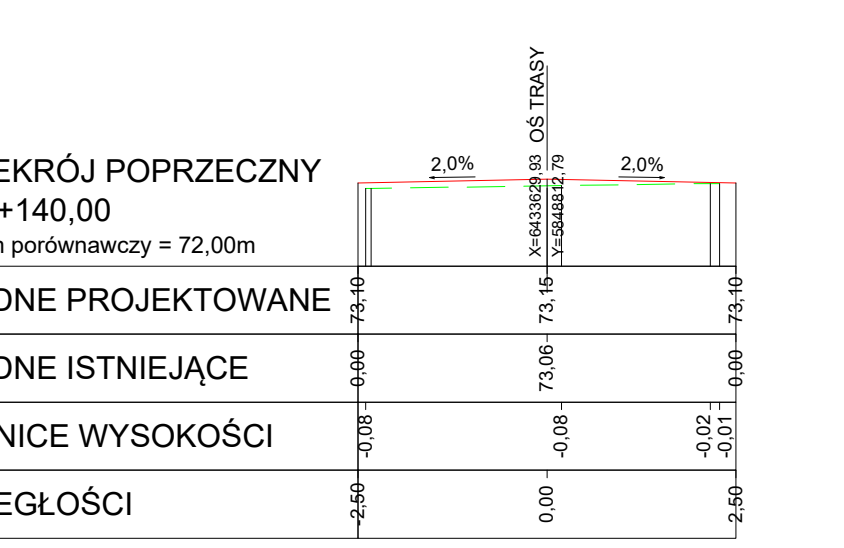 OŚ TRASY
X=6433629,93
Y=5848812,79
2,0%
2,0%
EKRÓJ POPRZECZNY
+140,00
porównawczy = 72,00m
DNE PROJEKTOWANE
73,10
73,15
73,10
DNE ISTNIEJĄCE
0,00
73,06
0,00
NICE WYSOKOŚCI
-0,08
-0,08
-0,02
-0,01
EGŁOŚCI
-2,50
0,00
2,50